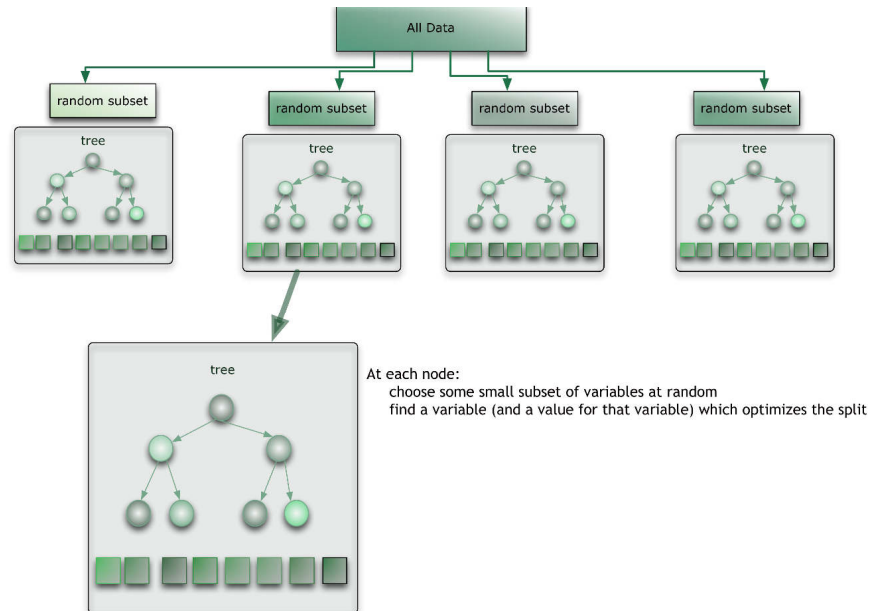 All Data
random subset
random subset
random subset
random subset
tree
tree
tree
tree
tree
At each node:
choose some small subset of variables at random
find a variable (and a value for that variable) which optimizes the split